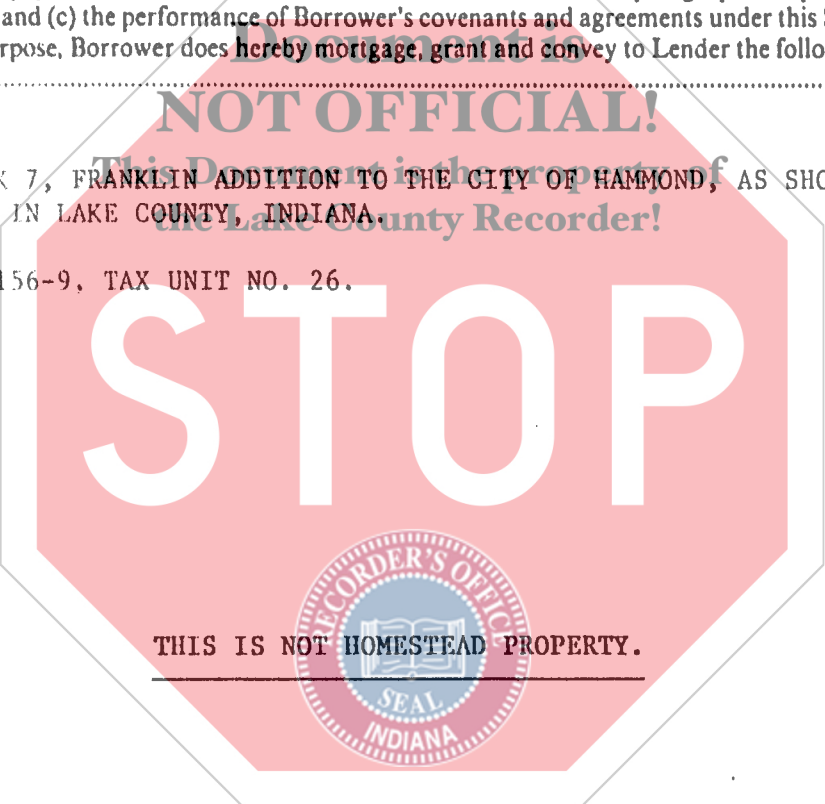 and (c) the performance of Borrower's covenants and agreements under this
rpose, Borrower does hereby mortgage, grant and convey to Lender the follo
Document is
NOT OFFICIAL!
This Document is the property of
the Lake County Recorder!
7, FRANKLIN ADDITION TO THE CITY OF HAMMOND, AS SHO
IN LAKE COUNTY, INDIANA.
156-9, TAX UNIT NO. 26.
STOP
RECORDER'S OFFICE
THIS IS NOT HOMESTEAD PROPERTY.
SEAL
INDIANA